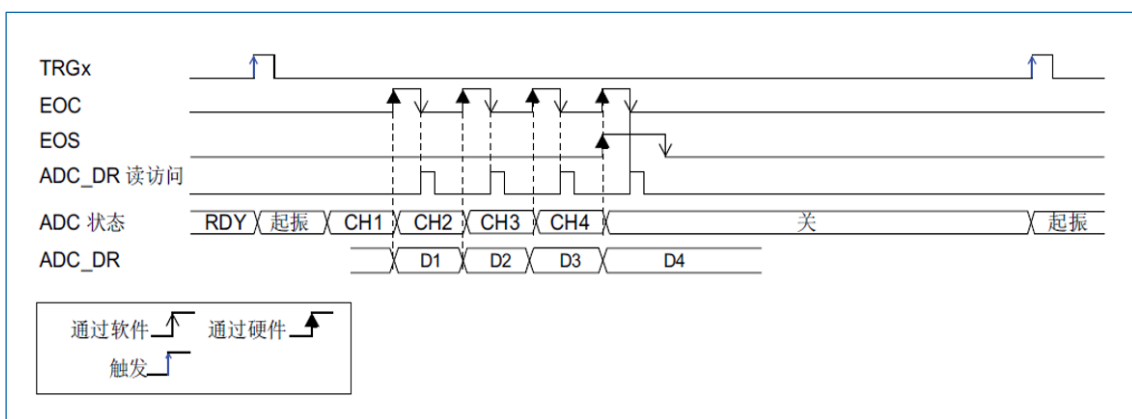 TRGx
EOC
EOS
ADC_DR 读访问
ADC 状态 RDY 起振 CH1 CH2 CH3 CH4 关 起振
ADC_DR D1 D2 D3 D4
通过软件 通过硬件
触发